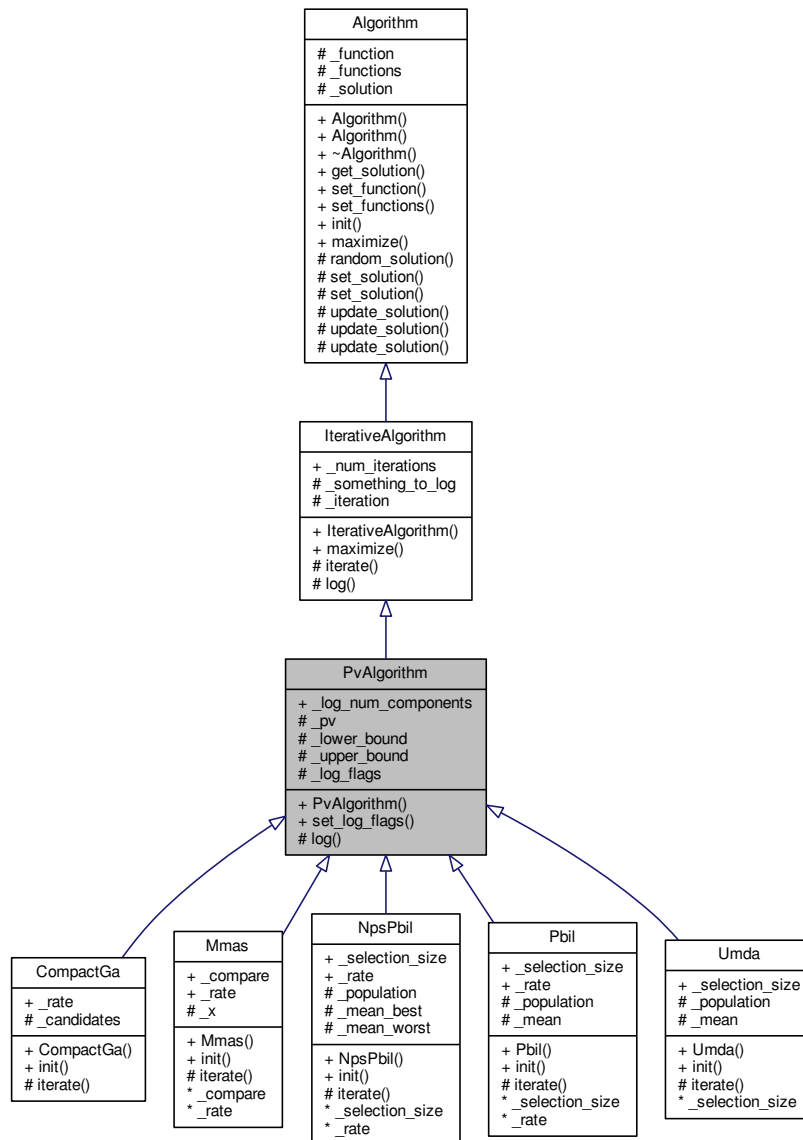 Algorithm
# _function
# _functions
# _solution
+ Algorithm()
+ Algorithm()
+ ~Algorithm()
+ get_solution()
+ set_function()
+ set_functions()
+ init()
+ maximize()
# random_solution()
# set_solution()
# set_solution()
# update_solution()
# update_solution()
# update_solution()
IterativeAlgorithm
+ _num_iterations
# _something_to_log
# _iteration
+ IterativeAlgorithm()
+ maximize()
# iterate()
# log()
PvAlgorithm
+ _log_num_components
# _pv
# _lower_bound
# _upper_bound
# _log_flags
+ PvAlgorithm()
+ set_log_flags()
# log()
CompactGa
+ _rate
# _candidates
+ CompactGa()
+ init()
# iterate()
Mmas
+ _compare
+ _rate
# _x
+ Mmas()
+ init()
# iterate()
* _compare
* _rate
NpsPbil
+ _selection_size
+ _rate
# _population
# _mean_best
# _mean_worst
+ NpsPbil()
+ init()
# iterate()
* _selection_size
* _rate
Pbil
+ _selection_size
+ _rate
# _population
# _mean
+ Pbil()
+ init()
# iterate()
* _selection_size
* _rate
Umda
+ _selection_size
# _population
# _mean
+ Umda()
+ init()
# iterate()
* _selection_size